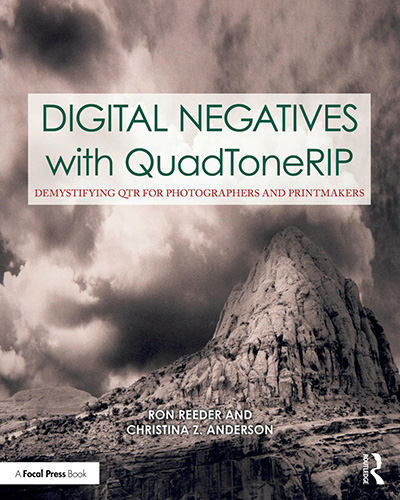 DIGITAL NEGATIVES
with QuadToneRIP
DEMYSTIFYING QTR FOR PHOTOGRAPHERS AND PRINTMAKERS
RON REEDER AND
CHRISTINA Z. ANDERSON
A Focal Press Book
ROUTLEDGE